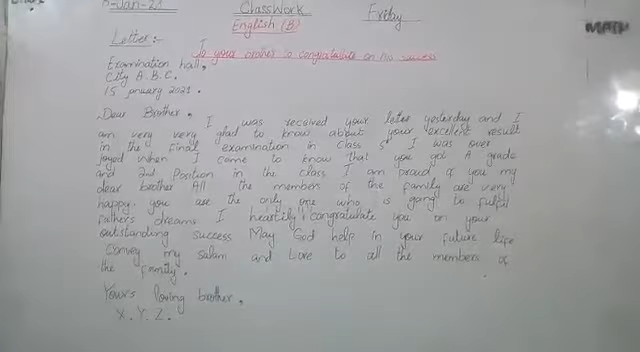 -Jan-21 ClassWork Friday
English (B)
MATH
Letter:-
To your brother to congratulate on his success
Examination hall,
City A.B.C.
15 january 2021.
Dear Brother,
I was received your later yesterday and I
am very very glad to know about your excellent result
in the final examination in class 5th I was over
joyed when I came to know that you got A grade
and 2nd Position in the class I am proud of you my
dear brother All the members of the family are very
happy. you are the only one who is going to fulfil
fathers dreams I heartily congratulate you on your
outstanding success May God help in your future life
Convey my salam and Love to all the members of
the family.
Yours loving brother,
X.Y.Z.